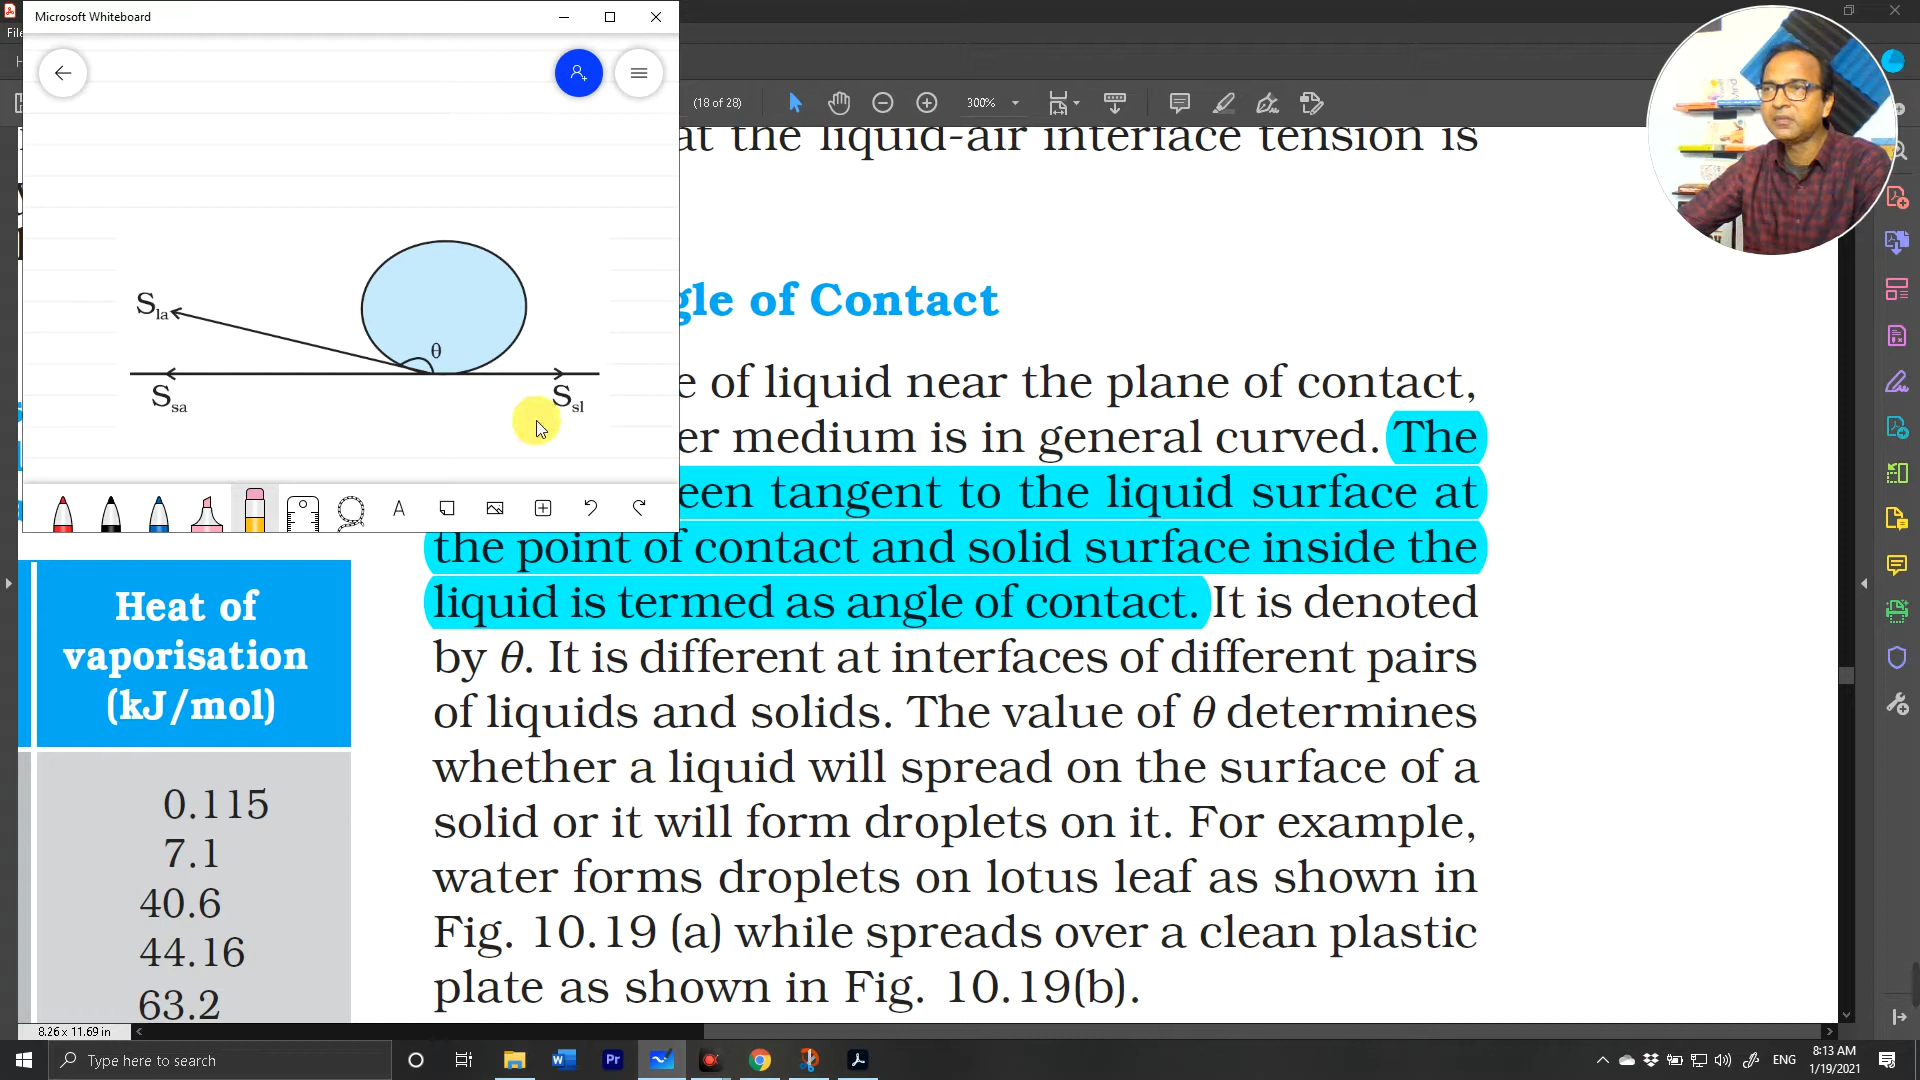 Microsoft Whiteboard
File
(18 of 28)
300%
at the liquid-air interface tension is
gle of Contact
S la
θ
S sa
S sl
e of liquid near the plane of contact,
er medium is in general curved. The
een tangent to the liquid surface at
the point of contact and solid surface inside the
liquid is termed as angle of contact. It is denoted
by θ. It is different at interfaces of different pairs
of liquids and solids. The value of θ determines
whether a liquid will spread on the surface of a
solid or it will form droplets on it. For example,
water forms droplets on lotus leaf as shown in
Fig. 10.19 (a) while spreads over a clean plastic
plate as shown in Fig. 10.19(b).
Heat of
vaporisation
(kJ/mol)
0.115
7.1
40.6
44.16
63.2
8.26 x 11.69 in
Type here to search
ENG
8:13 AM
1/19/2021